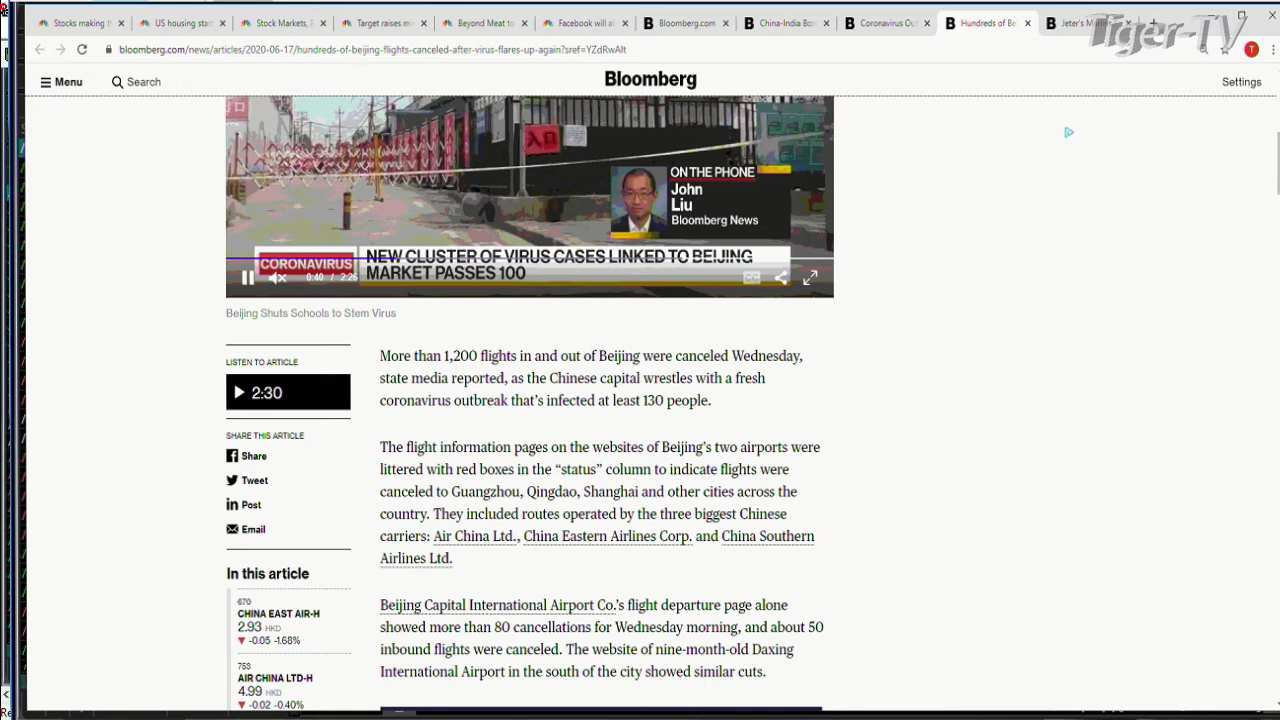 Stocks making t
US housing start
Stock Markets, B
Target raises m
Beyond Meat to
Facebook will al
Bloomberg.com
China-India Bor
Coronavirus Out
Hundreds of Be
Jeter's Ma
Tiger-TV
bloomberg.com/news/articles/2020-06-17/hundreds-of-beijing-flights-canceled-after-virus-flares-up-again?sref=YZdRwAlt
T
Menu
Search
Bloomberg
Settings
入口
ON THE PHONE
John
Liu
Bloomberg News
CORONAVIRUS
NEW CLUSTER OF VIRUS CASES LINKED TO BEIJING
MARKET PASSES 100
0:40 / 2:26
Beijing Shuts Schools to Stem Virus
LISTEN TO ARTICLE
2:30
SHARE THIS ARTICLE
Share
Tweet
Post
Email
In this article
670
CHINA EAST AIR-H
2.93 HKD
▼ -0.05 -1.68%
753
AIR CHINA LTD-H
4.99 HKD
▼ -0.02 -0.40%
More than 1,200 flights in and out of Beijing were canceled Wednesday,
state media reported, as the Chinese capital wrestles with a fresh
coronavirus outbreak that's infected at least 130 people.
The flight information pages on the websites of Beijing's two airports were
littered with red boxes in the “status” column to indicate flights were
canceled to Guangzhou, Qingdao, Shanghai and other cities across the
country. They included routes operated by the three biggest Chinese
carriers: Air China Ltd., China Eastern Airlines Corp. and China Southern
Airlines Ltd.
Beijing Capital International Airport Co.'s flight departure page alone
showed more than 80 cancellations for Wednesday morning, and about 50
inbound flights were canceled. The website of nine-month-old Daxing
International Airport in the south of the city showed similar cuts.